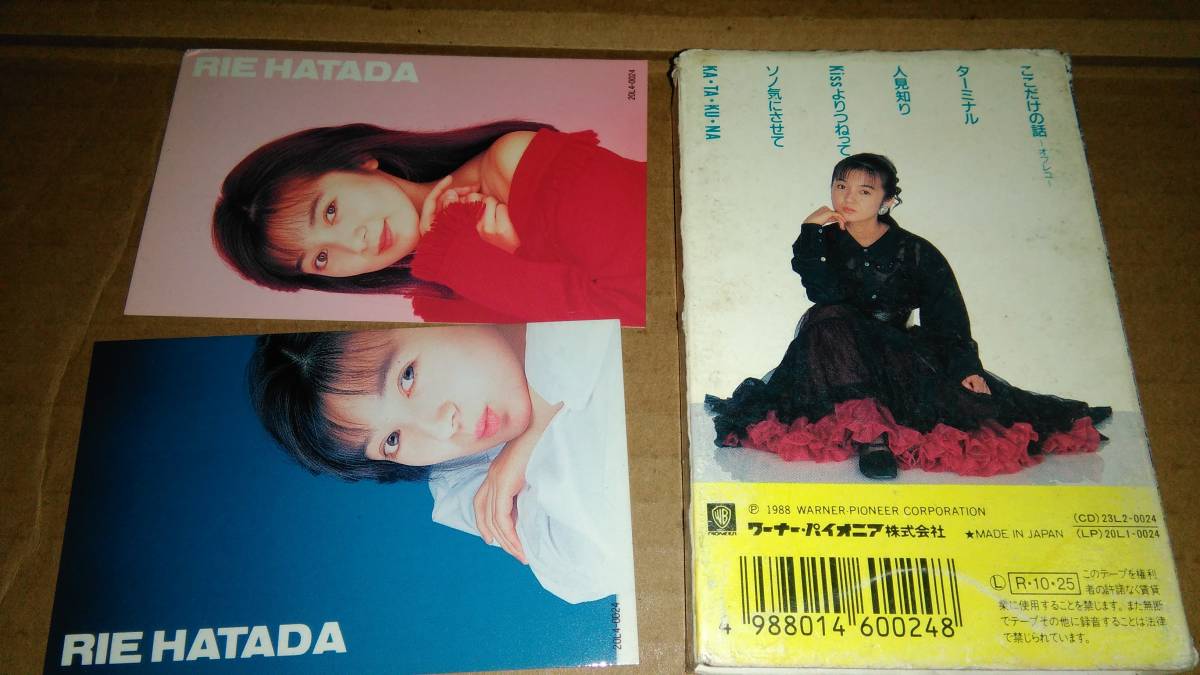 RIE HATADA
20L4-0024
RIE HATADA
20L4-0024
ここだけの話 −オフレコ−
ターミナル
人見知り
Kissよりつねって
ソノ気にさせて
KA・TA・KU・NA
WB
PIONEER
Ⓟ 1988 WARNER-PIONEER CORPORATION
ワーナー・パイオニア株式会社
★MADE IN JAPAN
(CD)23L2-0024
(LP)20L1-0024
Ⓛ R・10・25
このテープを権利
者の許諾なく賃貸
業に使用することを禁じます。また無断
でテープその他に録音することは法律
で禁じられています。
4 988014 600248